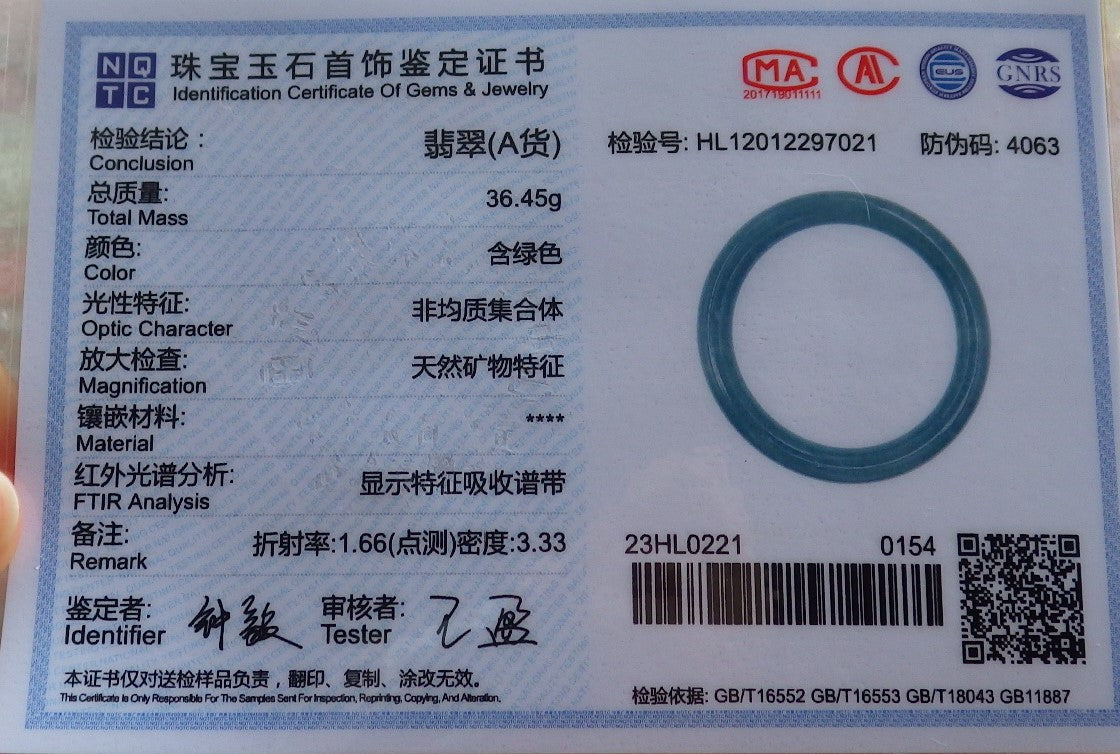 NQ
TC
珠宝玉石首饰鉴定证书
Identification Certificate Of Gems & Jewelry
MA
201719011111
EUS
GNRS
检验结论：
Conclusion
翡翠(A货)
总质量:
Total Mass
36.45g
颜色:
Color
含绿色
光性特征:
Optic Character
非均质集合体
放大检查:
Magnification
天然矿物特征
镶嵌材料:
Material
****
红外光谱分析:
FTIR Analysis
显示特征吸收谱带
备注:
Remark
折射率:1.66(点测)密度:3.33
鉴定者:
Identifier
审核者:
Tester
本证书仅对送检样品负责，翻印、复制、涂改无效。
This Certificate Is Only Responsible For The Samples Sent For Inspection, Reprinting, Copying, And Alteration.
检验号: HL12012297021
防伪码: 4063
23HL0221
0154
检验依据: GB/T16552 GB/T16553 GB/T18043 GB11887